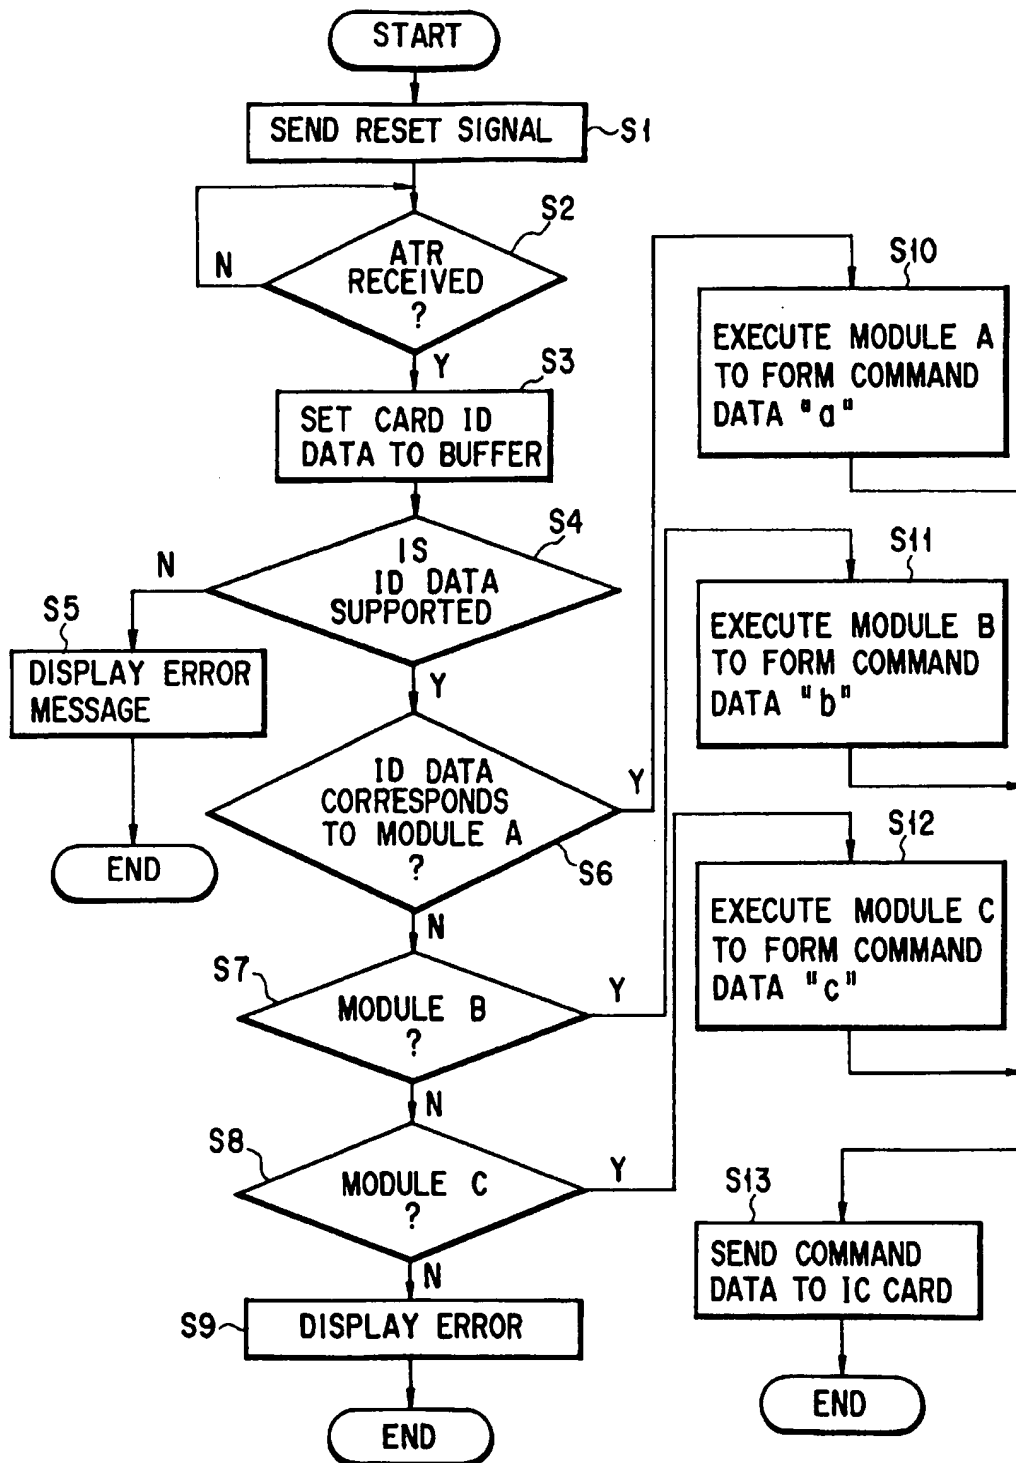 START
SEND RESET SIGNAL
S1
S2
ATR
RECEIVED
?
N
Y
S3
SET CARD ID
DATA TO BUFFER
S4
IS
ID DATA
SUPPORTED
N
S5
DISPLAY ERROR
MESSAGE
END
Y
ID DATA
CORRESPONDS
TO MODULE A
?
Y
S6
N
S7
MODULE B
?
Y
N
S8
MODULE C
?
Y
N
S9
DISPLAY ERROR
END
S10
EXECUTE MODULE A
TO FORM COMMAND
DATA "a"
S11
EXECUTE MODULE B
TO FORM COMMAND
DATA "b"
S12
EXECUTE MODULE C
TO FORM COMMAND
DATA "c"
S13
SEND COMMAND
DATA TO IC CARD
END